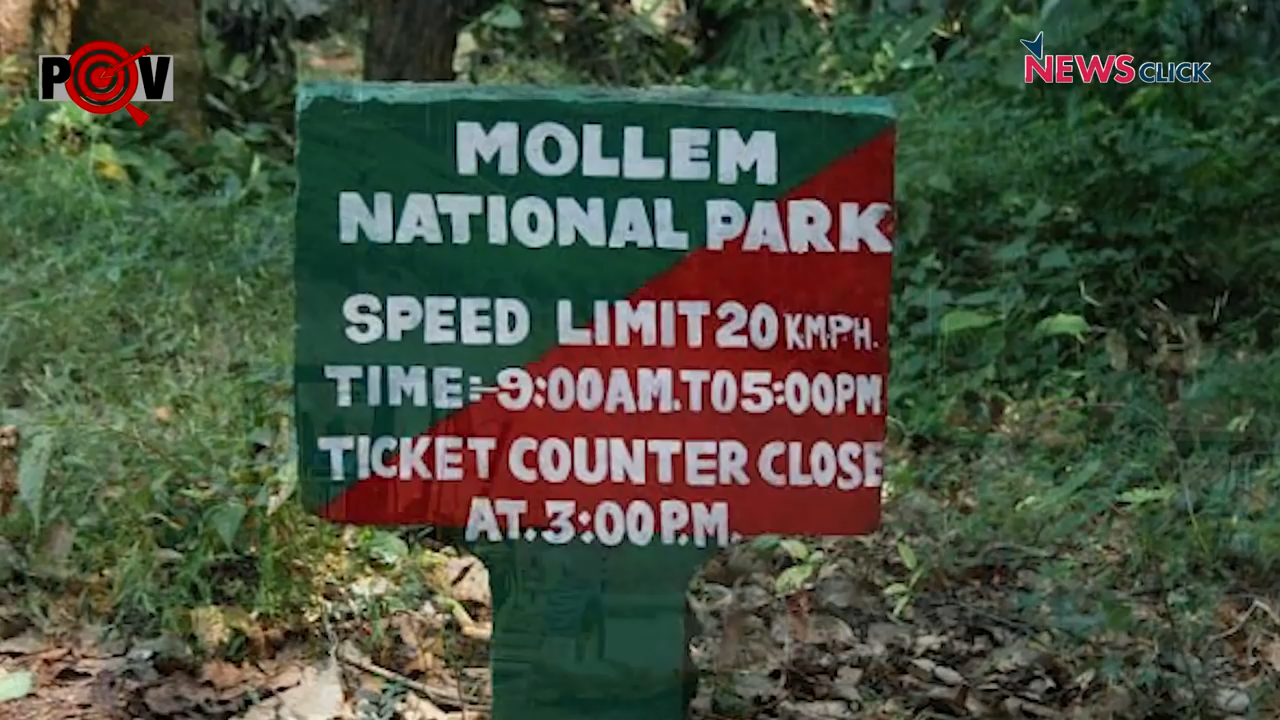 POV
NEWSCLICK
MOLLEM
NATIONAL PARK
SPEED LIMIT 20 K.M.P.H.
TIME:-9:00AM.TO5:00PM
TICKET COUNTER CLOSE
AT.3:00P.M.